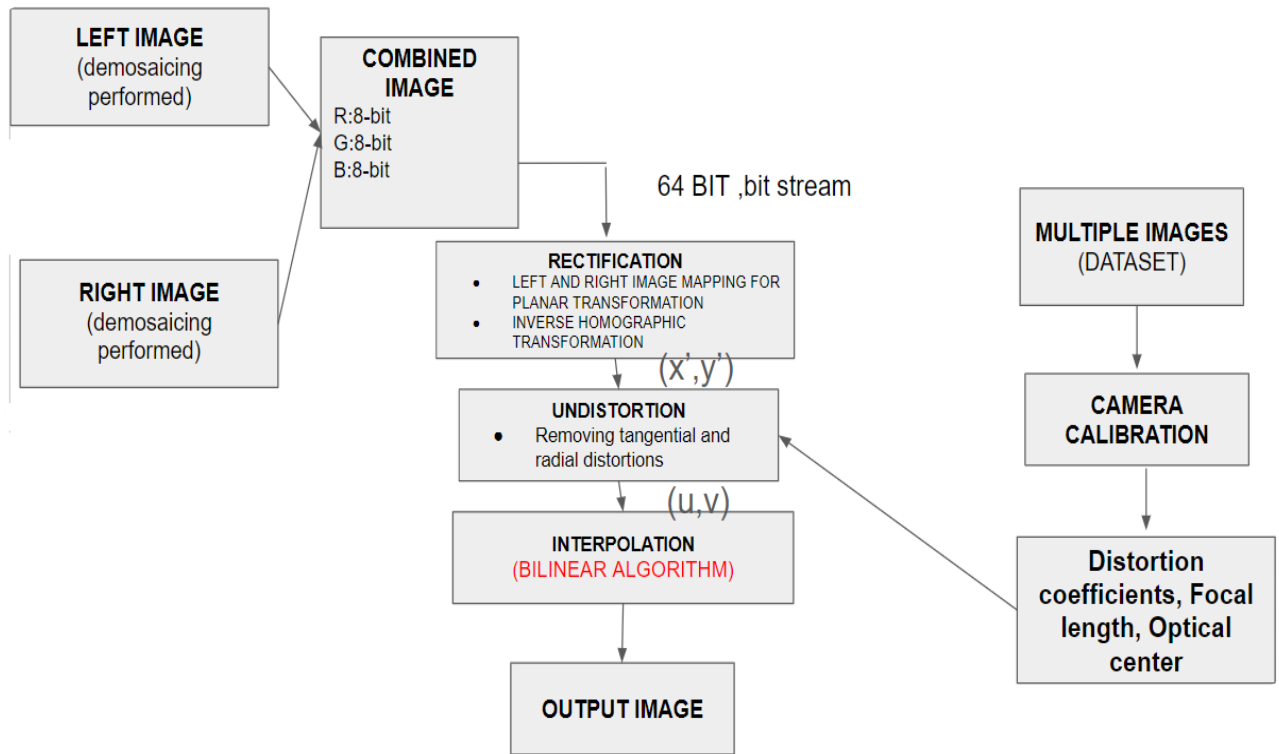 LEFT IMAGE
(demosaicing
performed)
RIGHT IMAGE
(demosaicing
performed)
COMBINED
IMAGE
R:8-bit
G:8-bit
B:8-bit
64 BIT ,bit stream
RECTIFICATION
● LEFT AND RIGHT IMAGE MAPPING FOR
PLANAR TRANSFORMATION
● INVERSE HOMOGRAPHIC
TRANSFORMATION
(x’,y’)
UNDISTORTION
● Removing tangential and
radial distortions
(u,v)
INTERPOLATION
(BILINEAR ALGORITHM)
OUTPUT IMAGE
MULTIPLE IMAGES
(DATASET)
CAMERA
CALIBRATION
Distortion
coefficients, Focal
length, Optical
center